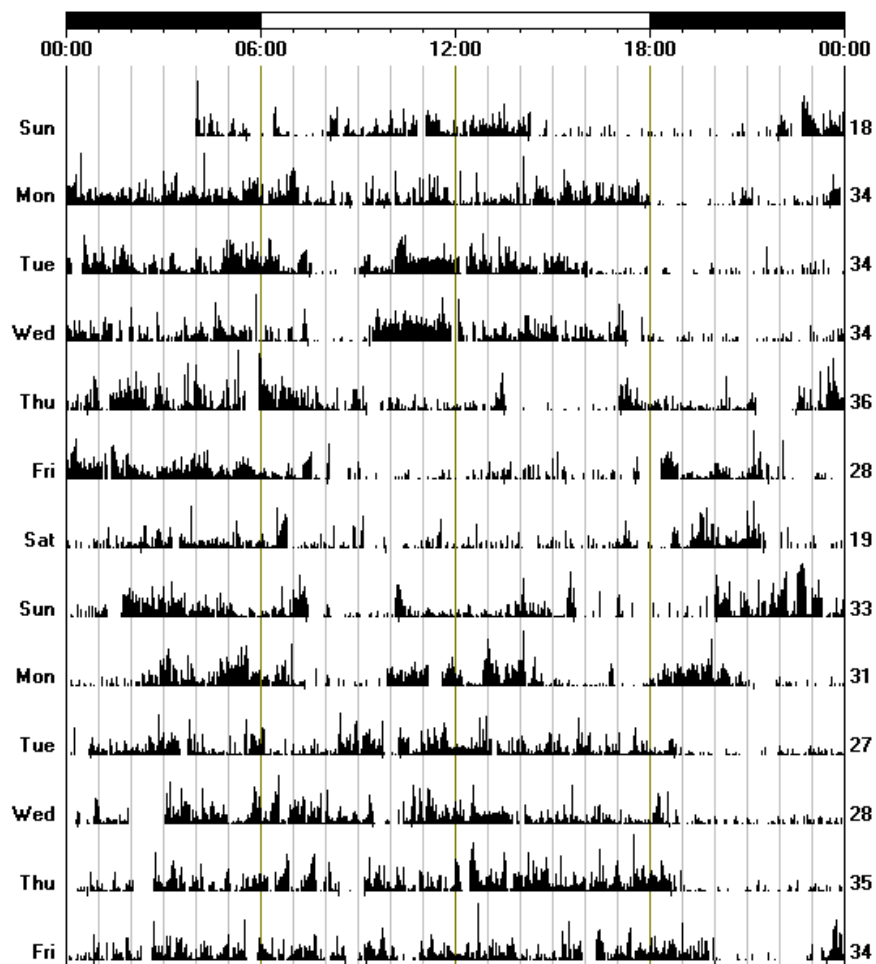 00:00 06:00 12:00 18:00 00:00
Sun 18
Mon 34
Tue 34
Wed 34
Thu 36
Fri 28
Sat 19
Sun 33
Mon 31
Tue 27
Wed 28
Thu 35
Fri 34